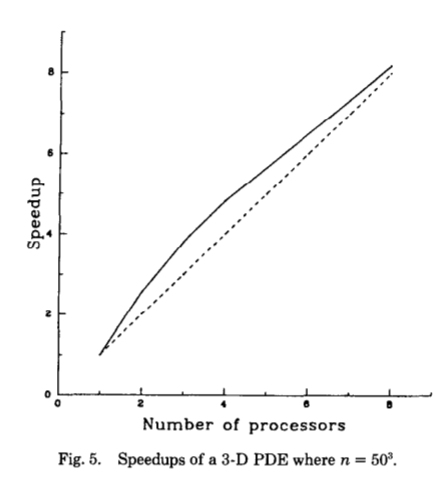 8
6
4
2
0
Speedup
0 2 4 6 8
Number of processors
Fig. 5. Speedups of a 3-D PDE where n = 50³.